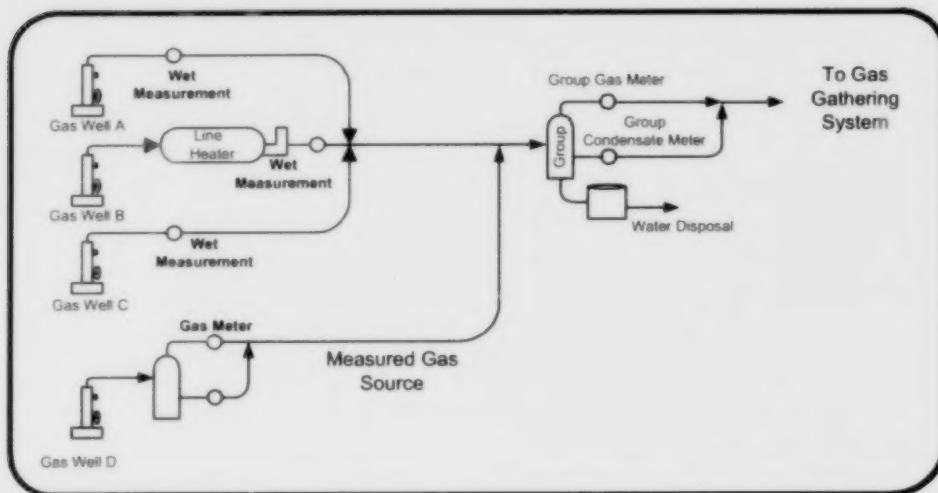 Wet
Measurement
Gas Well A
Line
Heater
Wet
Measurement
Gas Well B
Wet
Measurement
Gas Well C
Gas Meter
Measured Gas
Source
Gas Well D
Group Gas Meter
Group
Condensate Meter
Group
Water Disposal
To Gas
Gathering
System